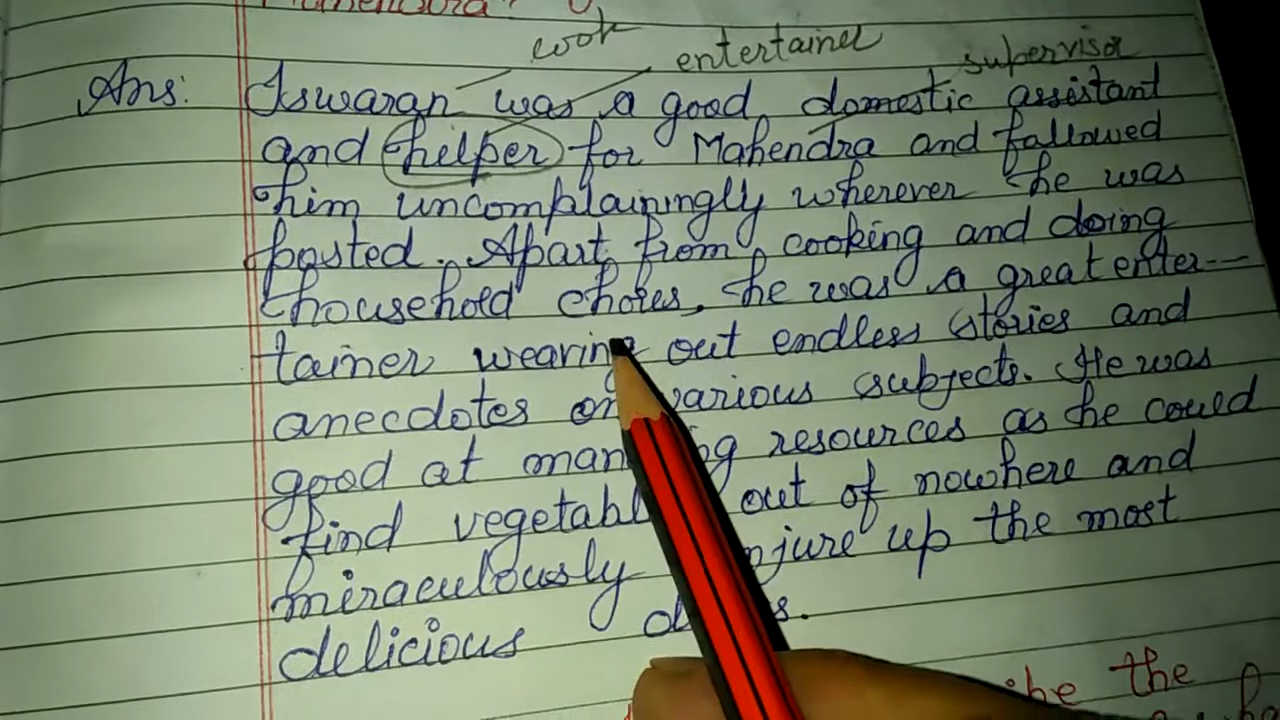 Mahendra?
cook entertainer supervisor
Ans: Iswaran was a good domestic assistant
and helper for Mahendra and followed
him uncomplainingly wherever he was
posted. Apart from cooking and doing
household chores, he was a great enter--
tainer wearing out endless stories and
anecdotes on various subjects. He was
good at resources as he could
find out of nowhere and
miraculously up the most
delicious
the